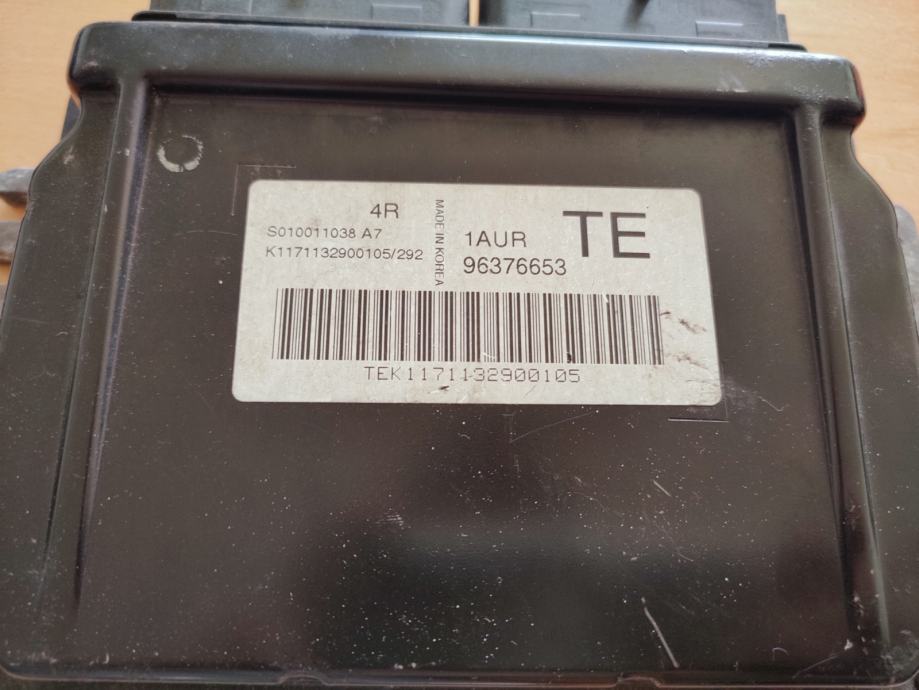 4R
S010011038 A7
K1171132900105/292
MADE IN KOREA
1AUR
96376653
TE
TEK1171132900105